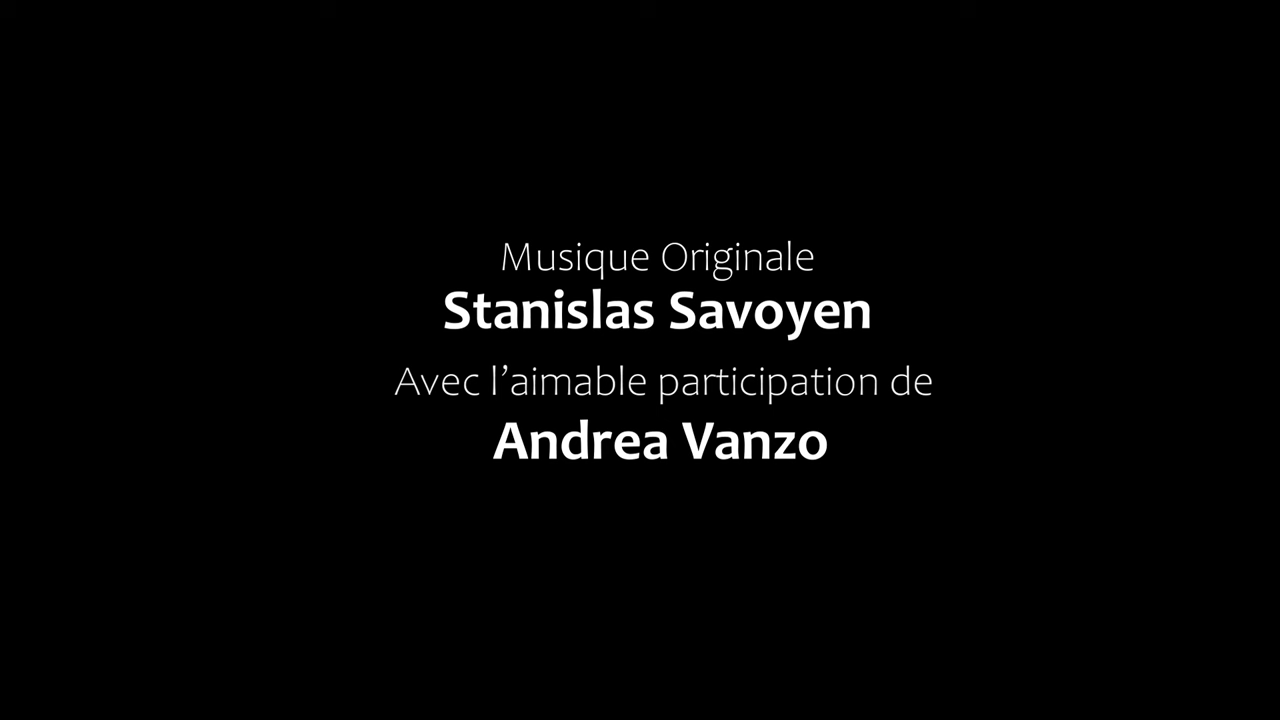 Musique Originale
Stanislas Savoyen
Avec l’aimable participation de
Andrea Vanzo